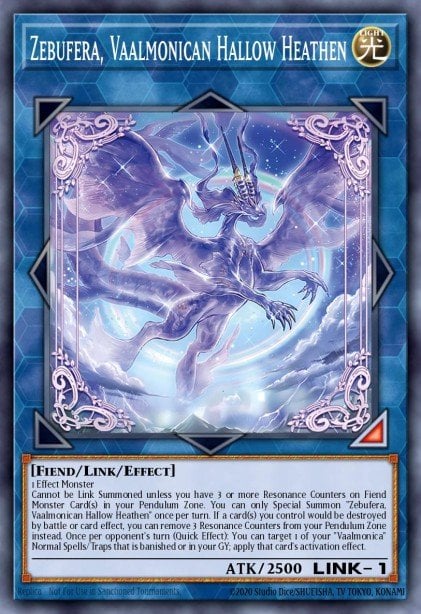 Zebufera, Vaalmonican Hallow Heathen
LIGHT
光
[Fiend/Link/Effect]
1 Effect Monster
Cannot be Link Summoned unless you have 3 or more Resonance Counters on Fiend
Monster Card(s) in your Pendulum Zone. You can only Special Summon "Zebufera,
Vaalmonican Hallow Heathen" once per turn. If a card(s) you control would be destroyed
by battle or card effect, you can remove 3 Resonance Counters from your Pendulum Zone
instead. Once per opponent's turn (Quick Effect): You can target 1 of your "Vaalmonica"
Normal Spells/Traps that is banished or in your GY; apply that card's activation effect.
ATK/2500 LINK-1
Replica - Not For Use in Sanctioned Tournaments
©2020 Studio Dice/SHUEISHA, TV TOKYO, KONAMI